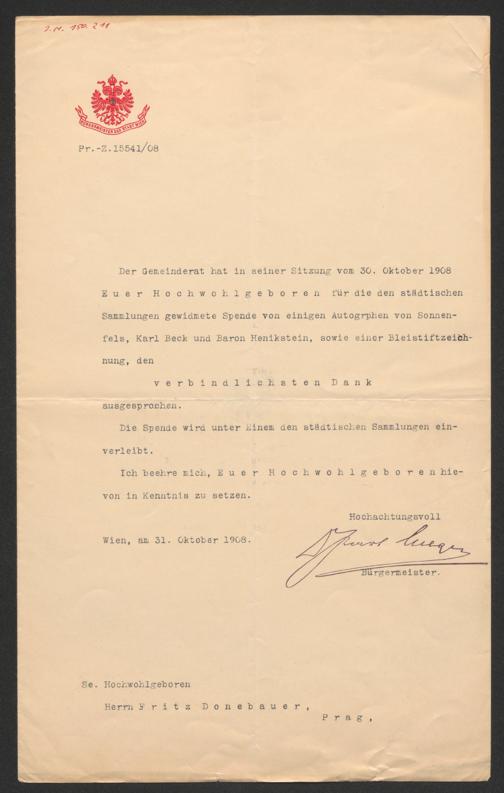 J.N. 150.211
BÜRGERMEISTER DER STADT WIEN
Pr.-Z.15541/08
Der Gemeinderat hat in seiner Sitzung vom 30. Oktober 1908
Euer Hochwohlgeboren für die den städtischen
Sammlungen gewidmete Spende von einigen Autogrphen von Sonnen-
fels, Karl Beck und Baron Henikstein, sowie einer Bleistiftzeich-
nung, den
verbindlichsten Dank
ausgesprochen.
Die Spende wird unter Einem den städtischen Sammlungen ein-
verleibt.
Ich beehre mich, Euer Hochwohlgeboren hie-
von in Kenntnis zu setzen.
Hochachtungsvoll
Wien, am 31. Oktober 1908.
Dr Karl Lueger
Bürgermeister.
Se. Hochwohlgeboren
Herrn Fritz Donebauer,
Prag,